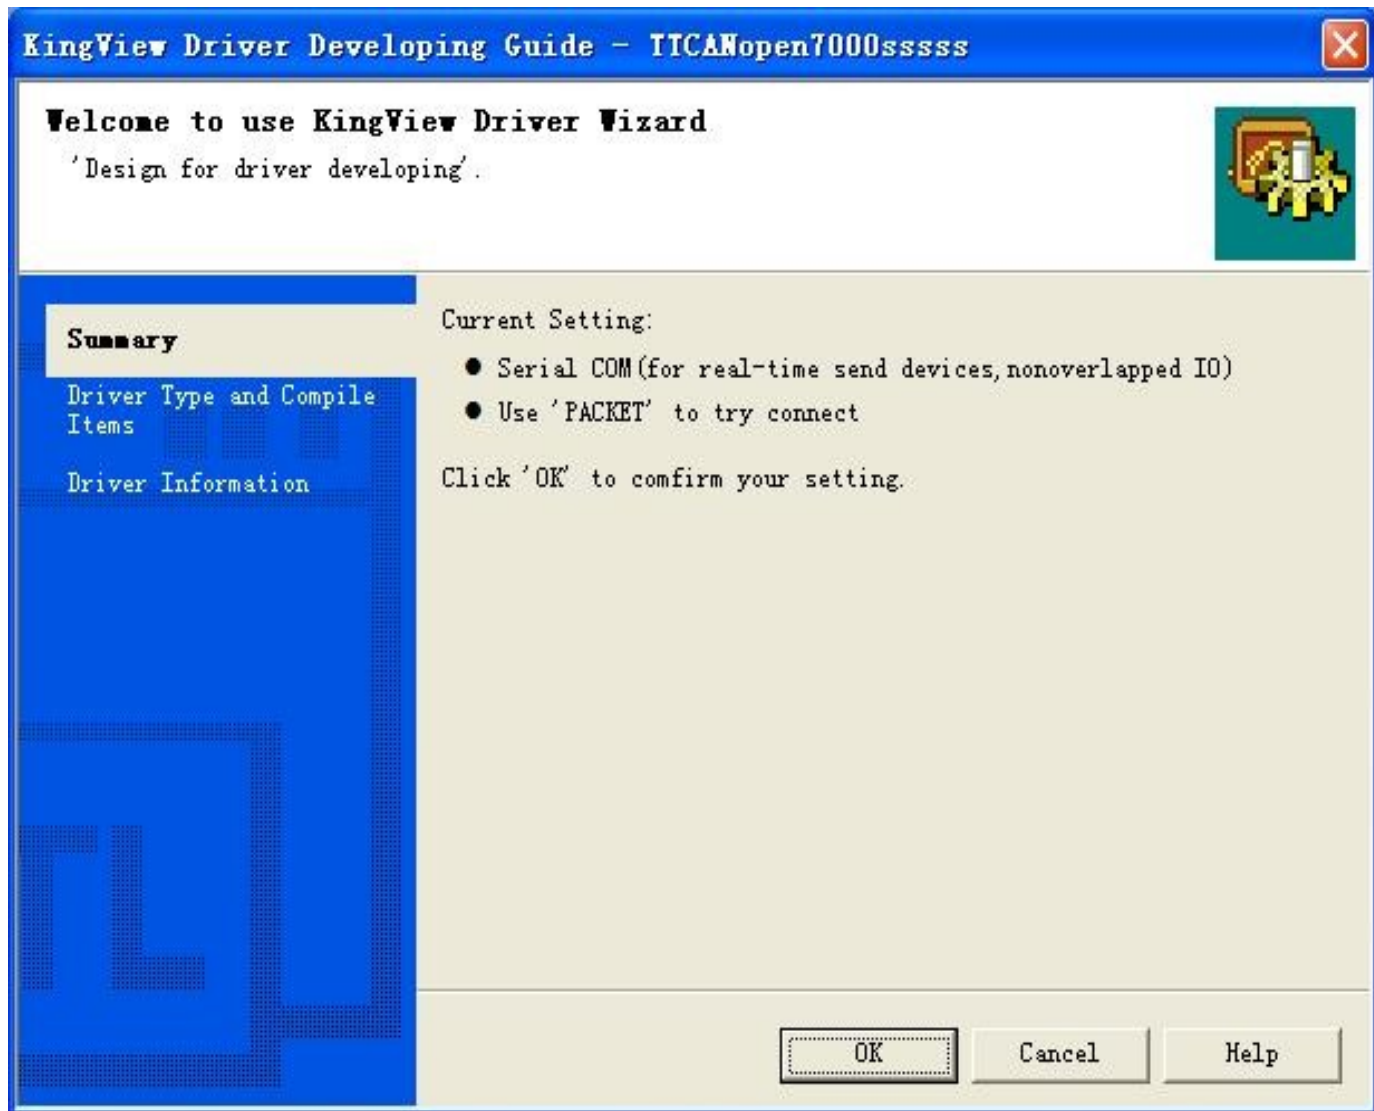 KingView Driver Developing Guide - TTCANopen7000sssss
Welcome to use KingView Driver Wizard
'Design for driver developing'.
Summary
Driver Type and Compile
Items
Driver Information
Current Setting:
● Serial COM(for real-time send devices,nonoverlapped IO)
● Use 'PACKET' to try connect
Click 'OK' to comfirm your setting.
OK
Cancel
Help